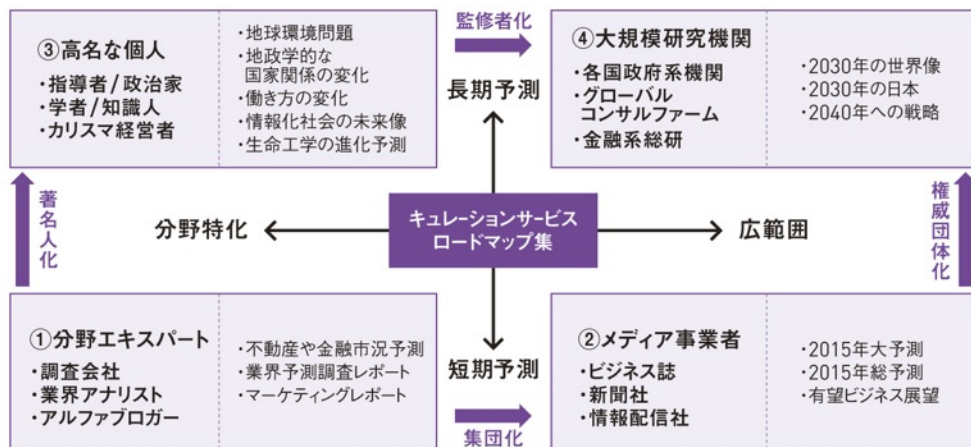 ③高名な個人
・指導者/政治家
・学者/知識人
・カリスマ経営者
・地球環境問題
・地政学的な
国家関係の変化
・働き方の変化
・情報化社会の未来像
・生命工学の進化予測
監修者化
長期予測
④大規模研究機関
・各国政府系機関
・グローバル
コンサルファーム
・金融系総研
・2030年の世界像
・2030年の日本
・2040年への戦略
著名人化
分野特化
キュレーションサービス
ロードマップ集
広範囲
権威団体化
①分野エキスパート
・調査会社
・業界アナリスト
・アルファブロガー
・不動産や金融市況予測
・業界予測調査レポート
・マーケティングレポート
短期予測
集団化
②メディア事業者
・ビジネス誌
・新聞社
・情報配信社
・2015年大予測
・2015年総予測
・有望ビジネス展望